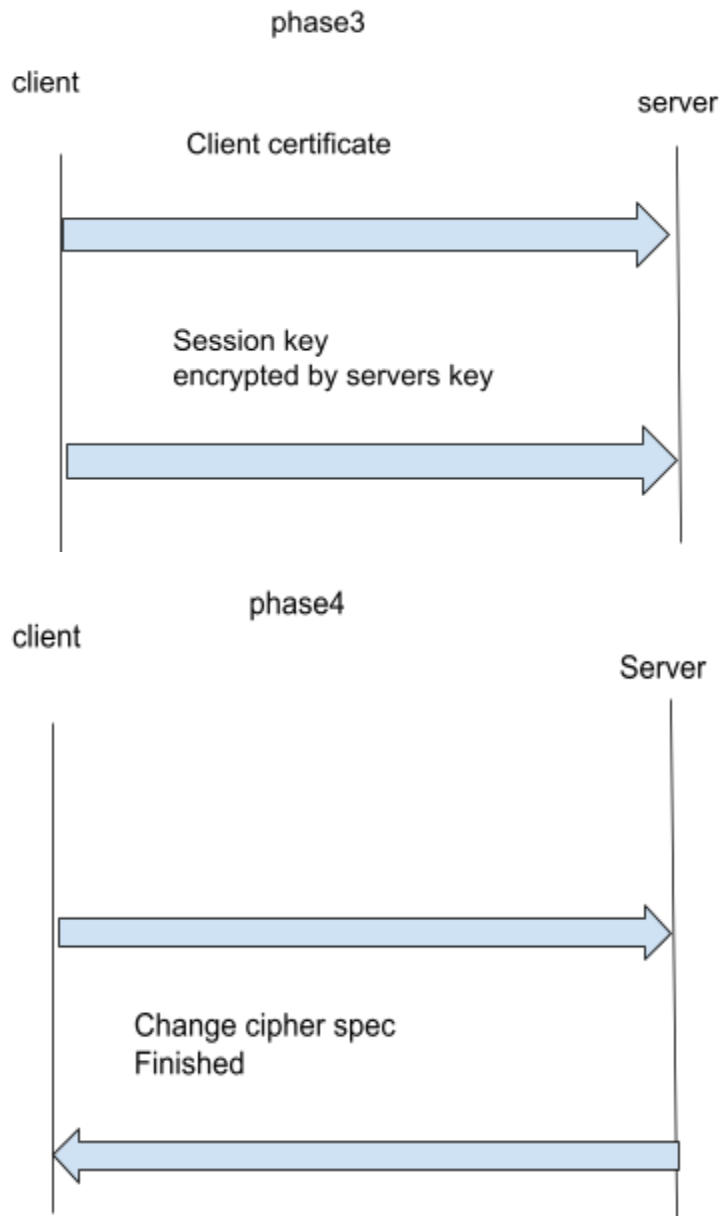 phase3
client
server
Client certificate
Session key
encrypted by servers key
phase4
client
Server
Change cipher spec
Finished